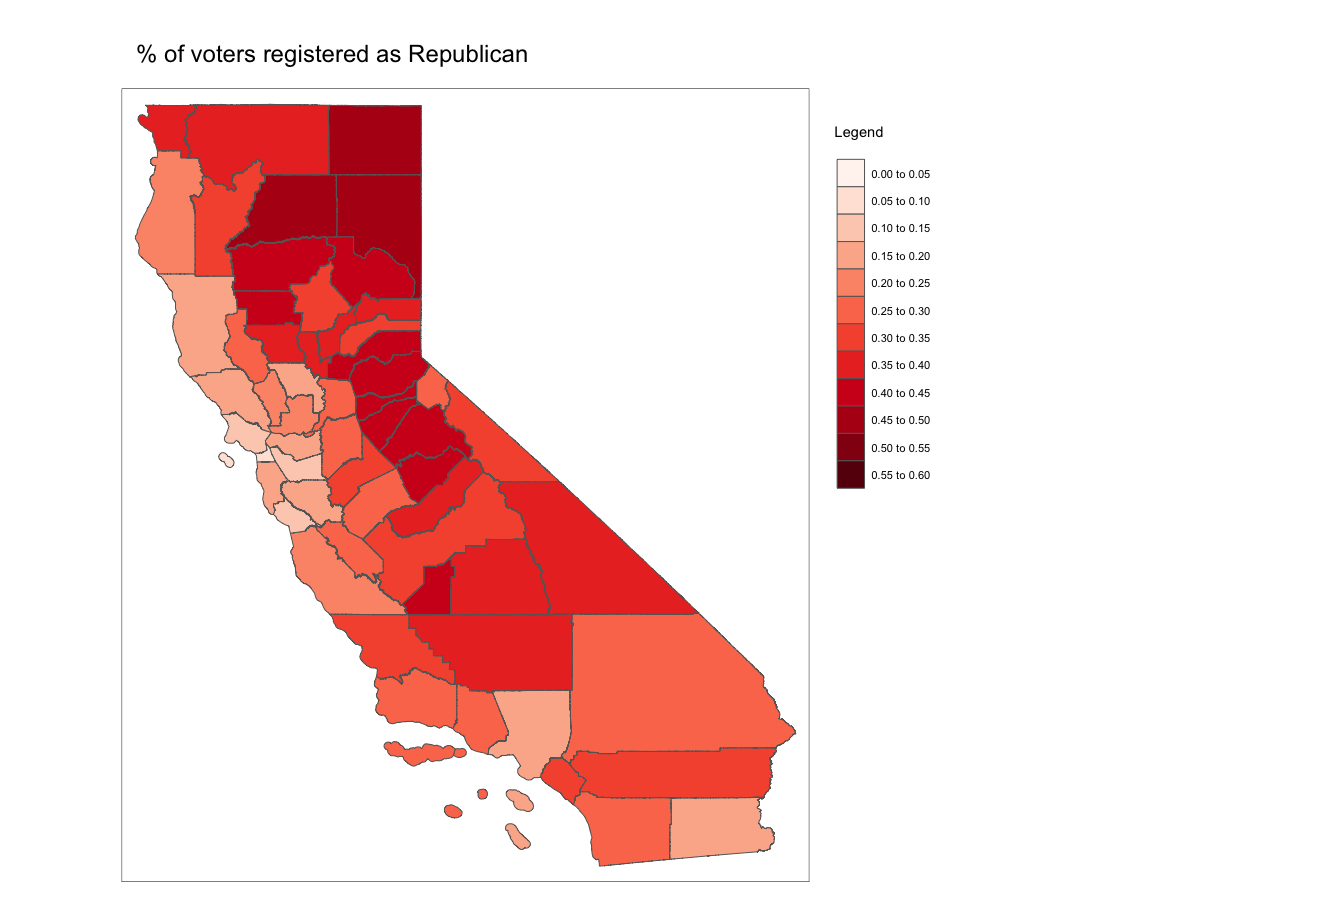 % of voters registered as Republican
Legend
0.00 to 0.05
0.05 to 0.10
0.10 to 0.15
0.15 to 0.20
0.20 to 0.25
0.25 to 0.30
0.30 to 0.35
0.35 to 0.40
0.40 to 0.45
0.45 to 0.50
0.50 to 0.55
0.55 to 0.60